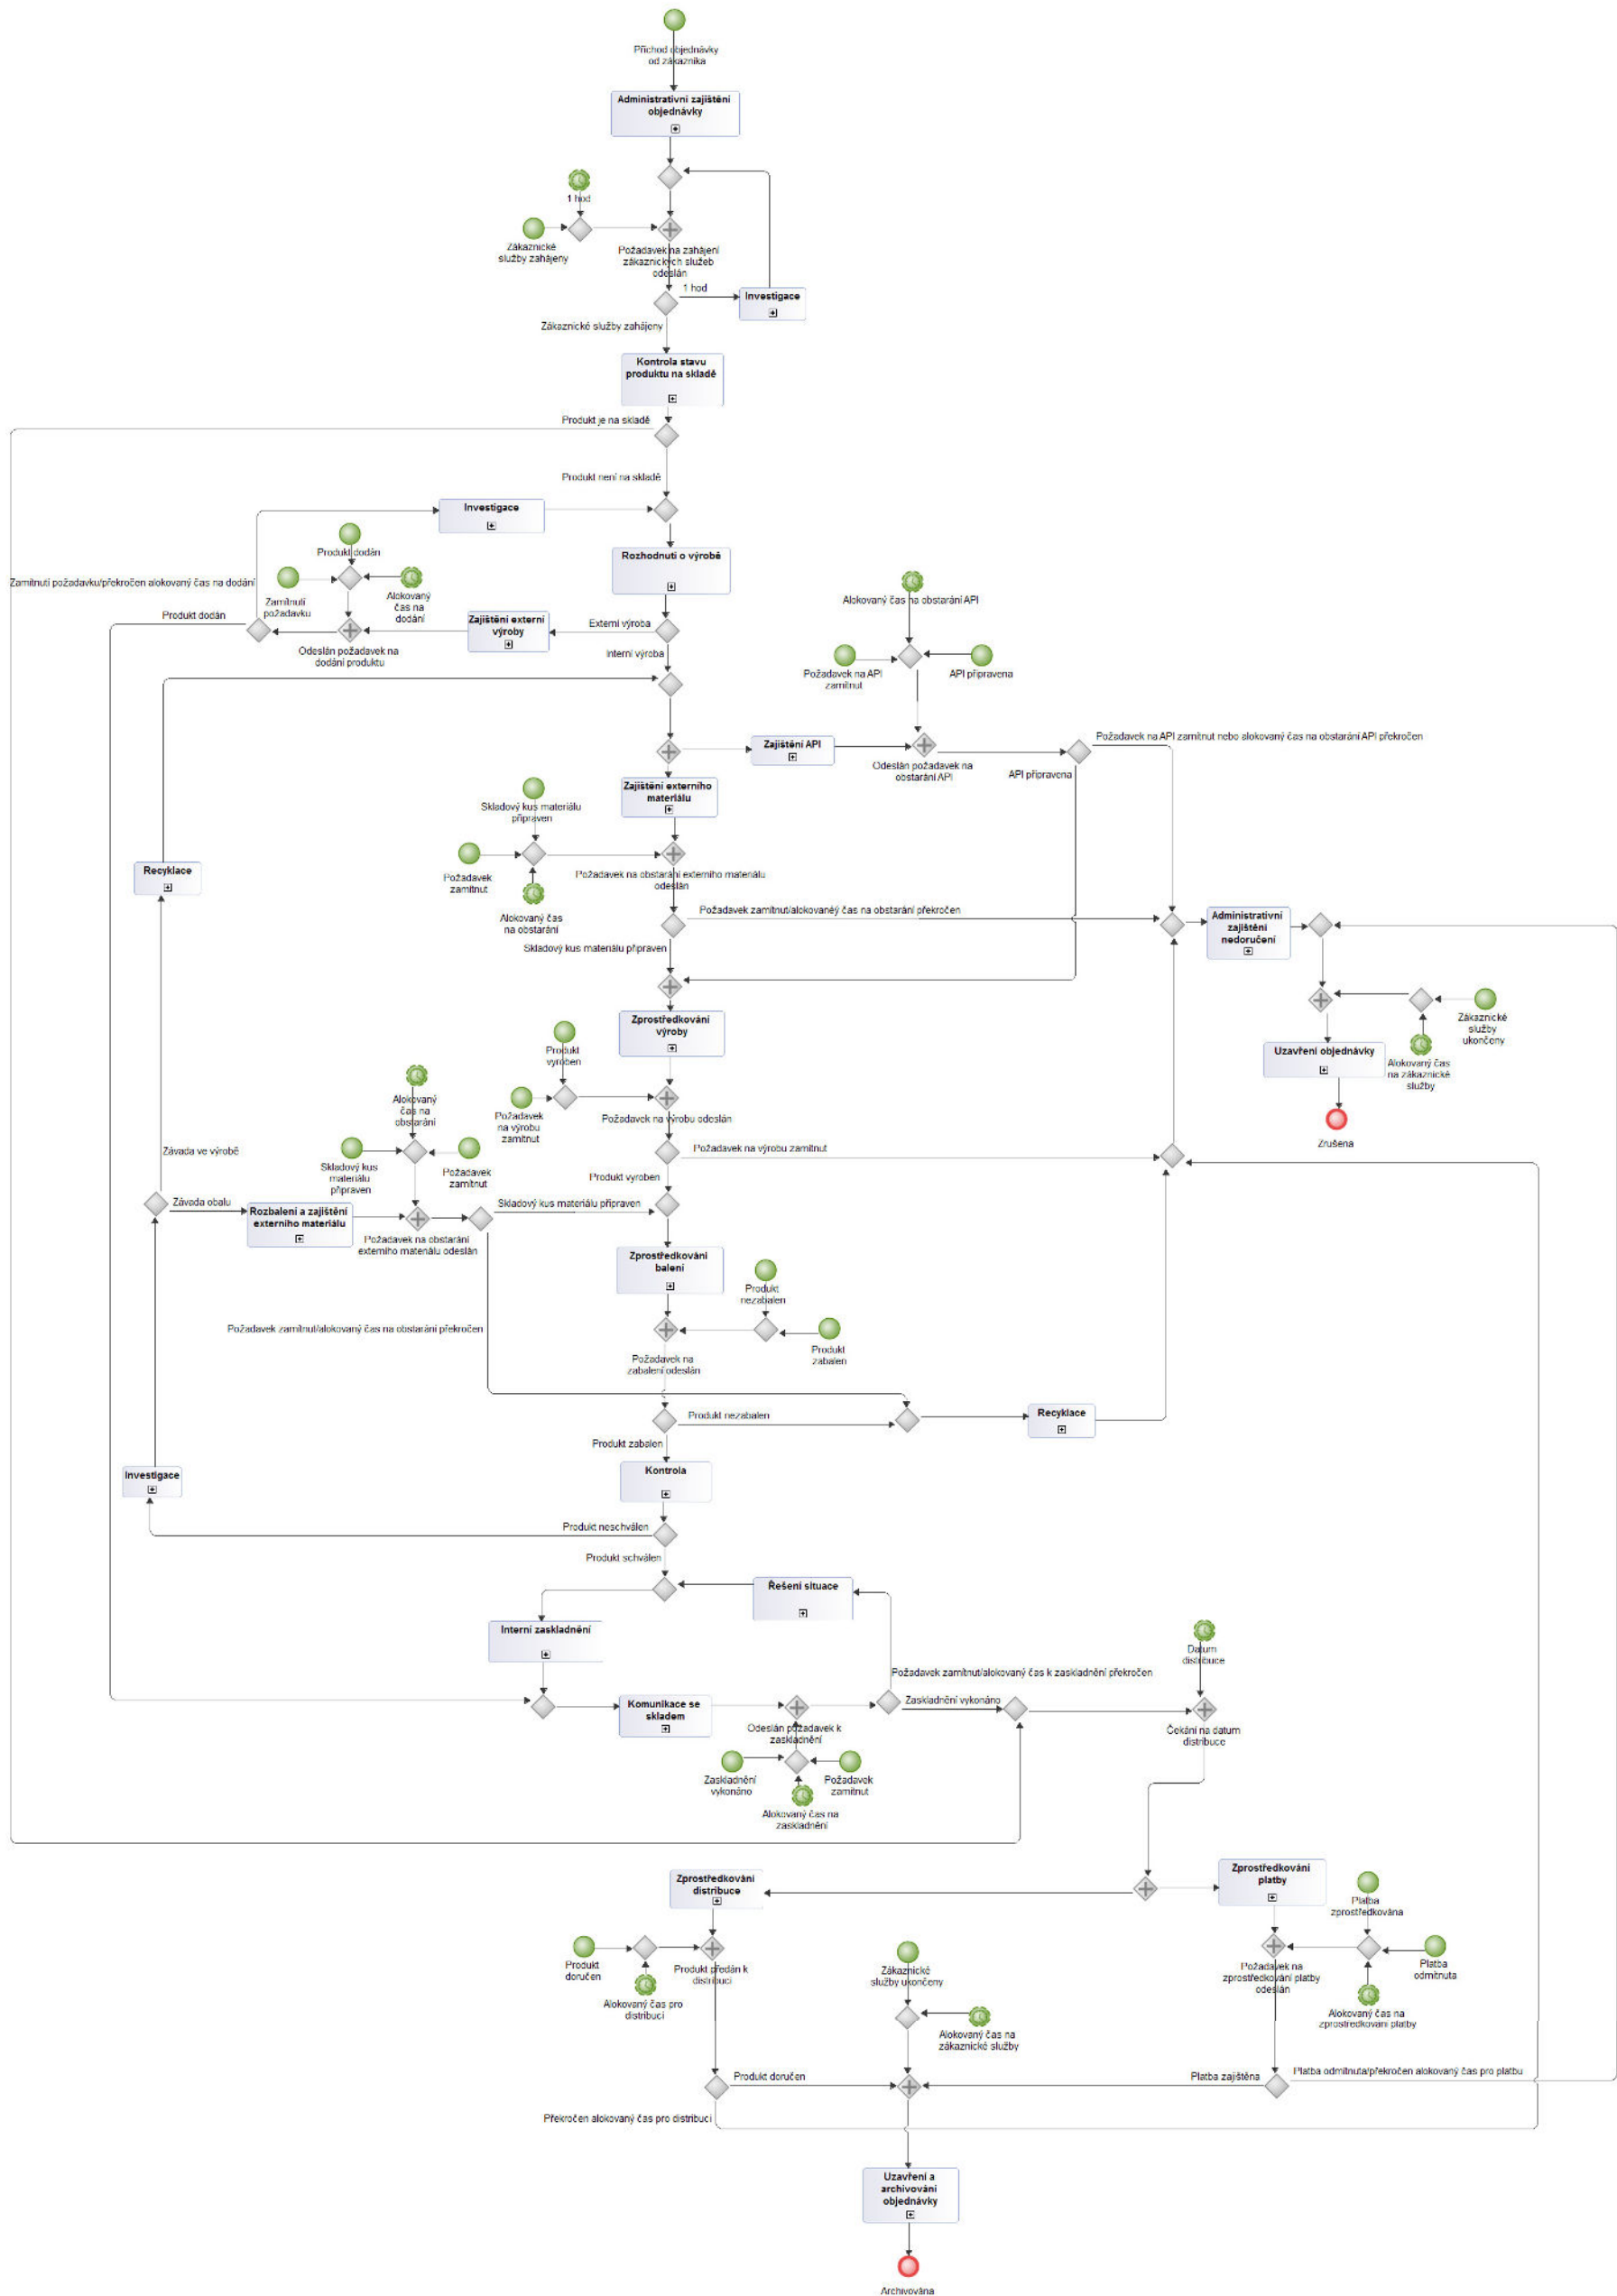 Příchod objednávky
od zákazníka
Administrativní zajištění
objednávky
1 hod
Zákaznické
služby zahájeny
Požadavek na zahájení
zákaznických služeb
odeslán
1 hod
Investigace
Zákaznické služby zahájeny
Kontrola stavu
produktu na skladě
Produkt je na skladě
Produkt není na skladě
Investigace
Produkt dodán
Rozhodnutí o výrobě
Zamítnutí požadavku/překročen alokovaný čas na dodání
Zamítnutí
požadavku
Alokovaný
čas na
dodání
Alokovaný čas na obstarání API
Produkt dodán
Zajištění externí
výroby
Externí výroba
Odeslán požadavek na
dodání produktu
Interní výroba
Požadavek na API
zamítnut
API připravena
Zajištění API
Odeslán požadavek na
obstarání API
API připravena
Požadavek na API zamítnut nebo alokovaný čas na obstarání API překročen
Zajištění externího
materiálu
Skladový kus materiálu
připraven
Recyklace
Požadavek
zamítnut
Požadavek na obstarání externího materiálu
odeslán
Alokovaný čas
na obstarání
Požadavek zamítnut/alokovanéý čas na obstarání překročen
Administrativní
zajištění
nedoručení
Skladový kus materiálu připraven
Zprostředkování
výroby
Zákaznické
služby
ukončeny
Produkt
vyroben
Uzavření objednávky
Alokovaný čas
na zákaznické
služby
Alokovaný
čas na
obstarání
Požadavek
na výrobu
zamítnut
Požadavek na výrobu odeslán
Zrušena
Závada ve výrobě
Požadavek na výrobu zamítnut
Skladový kus
materiálu
připraven
Požadavek
zamítnut
Produkt vyroben
Závada obalu
Rozbalení a zajištění
externího materiálu
Skladový kus materiálu připraven
Požadavek na obstarání
externího materiálu odeslán
Zprostředkování
balení
Produkt
nezabalen
Požadavek zamítnut/alokovaný čas na obstarání překročen
Produkt
zabalen
Požadavek na
zabalení odeslán
Produkt nezabalen
Recyklace
Produkt zabalen
Investigace
Kontrola
Produkt neschválen
Produkt schválen
Řešení situace
Interní zaskladnění
Datum
distribuce
Požadavek zamítnut/alokovaný čas k zaskladnění překročen
Komunikace se
skladem
Zaskladnění vykonáno
Odeslán požadavek k
zaskladnění
Čekání na datum
distribuce
Zaskladnění
vykonáno
Požadavek
zamítnut
Alokovaný čas na
zaskladnění
Zprostředkování
distribuce
Zprostředkování
platby
Platba
zprostředkována
Produkt
doručen
Produkt předán k
distribuci
Zákaznické
služby ukončeny
Požadavek na
zprostředkování platby
odeslán
Platba
odmítnuta
Alokovaný čas pro
distribuci
Alokovaný čas na
zprostředkování platby
Alokovaný čas na
zákaznické služby
Produkt doručen
Platba zajištěna
Platba odmítnuta/překročen alokovaný čas pro platbu
Překročen alokovaný čas pro distribuci
Uzavření a
archivování
objednávky
Archivována